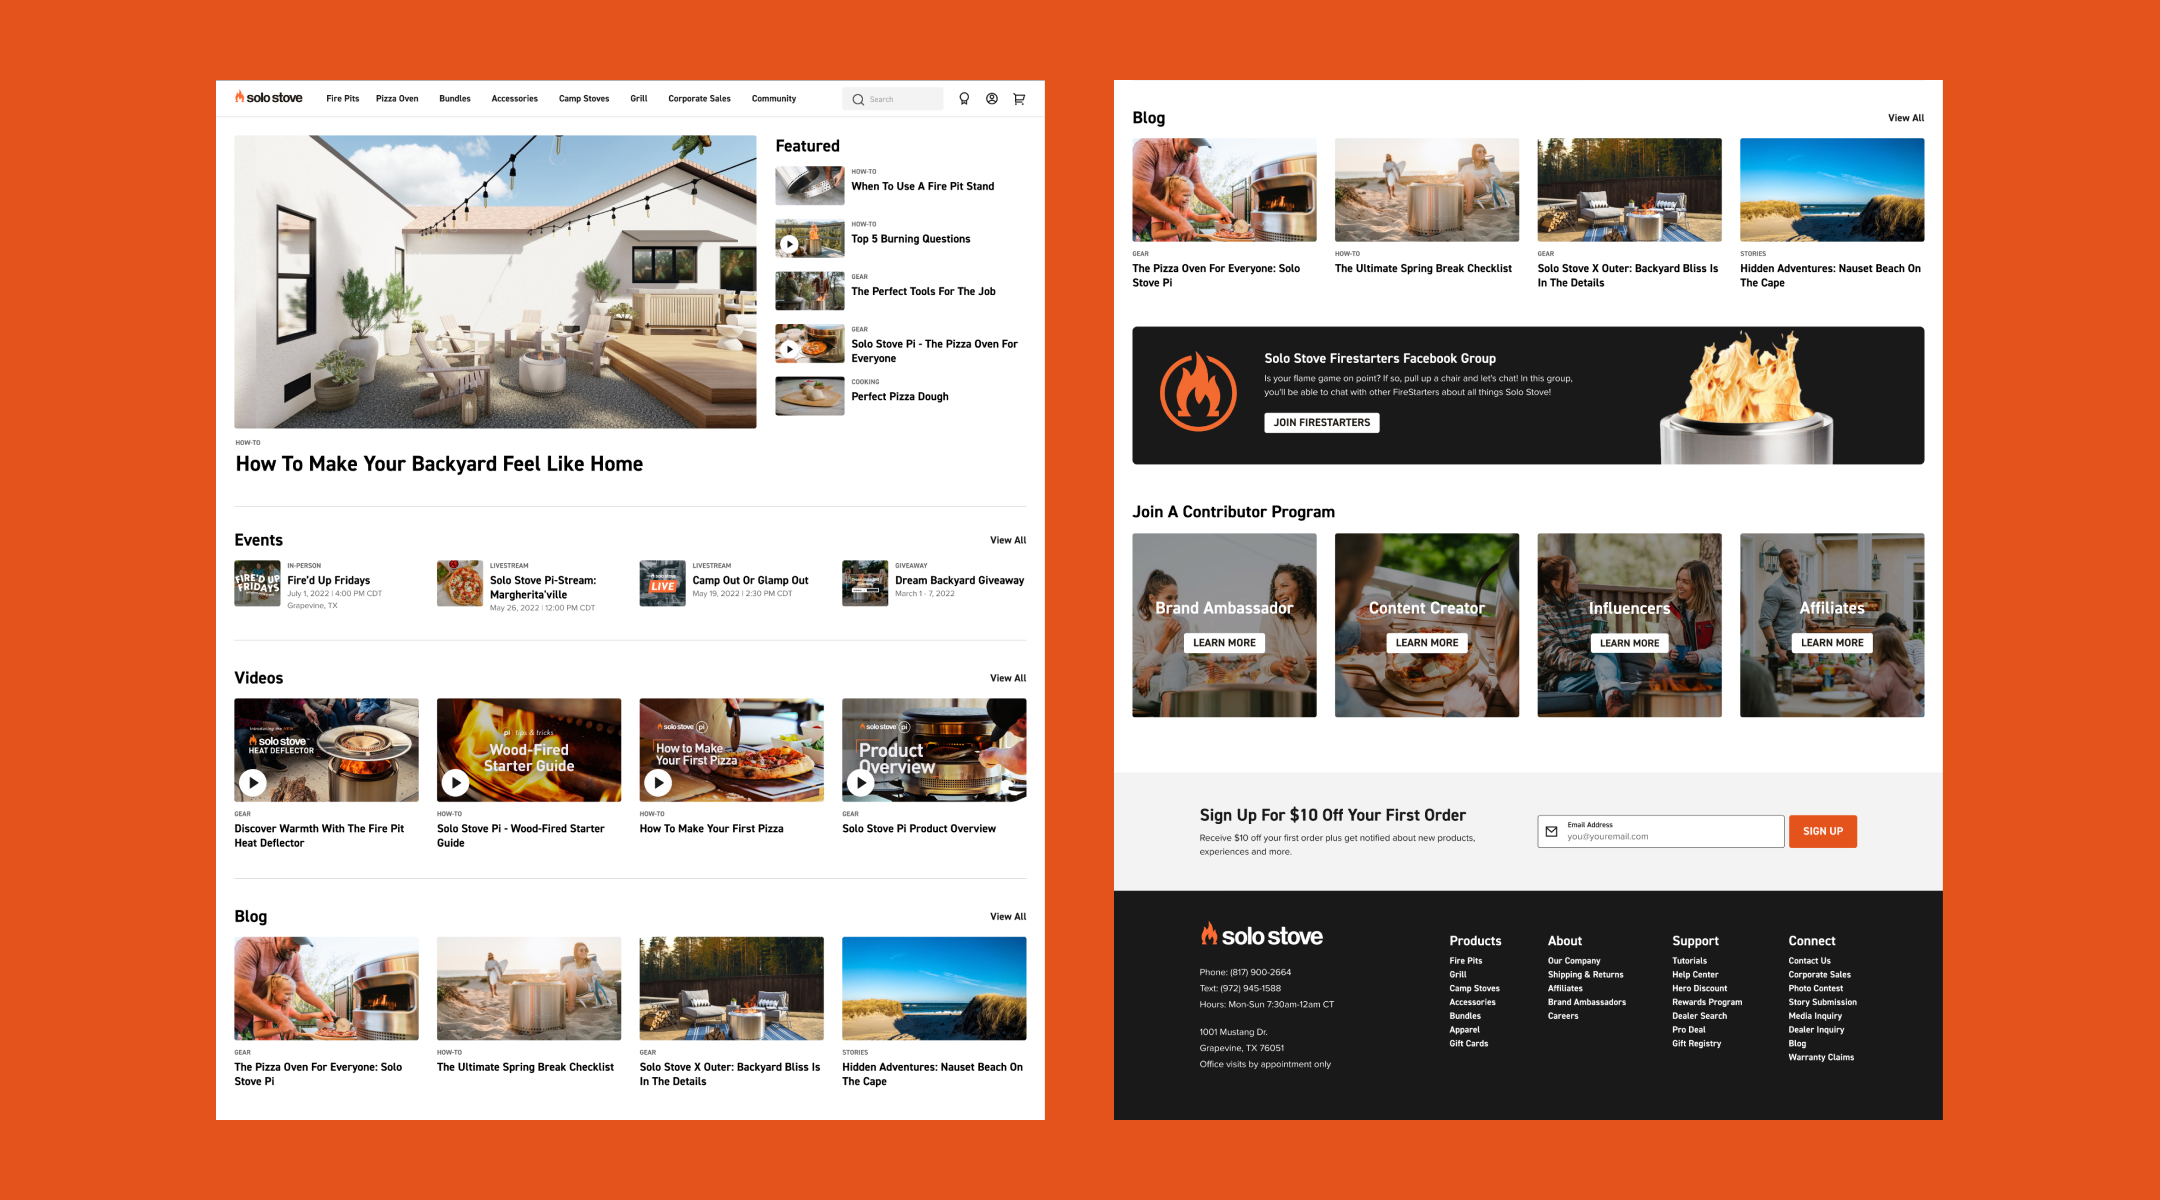 solo stove
Fire Pits
Pizza Oven
Bundles
Accessories
Camp Stoves
Grill
Corporate Sales
Community
Search
HOW-TO
How To Make Your Backyard Feel Like Home
Featured
HOW-TO
When To Use A Fire Pit Stand
HOW-TO
Top 5 Burning Questions
GEAR
The Perfect Tools For The Job
GEAR
Solo Stove Pi - The Pizza Oven For
Everyone
COOKING
Perfect Pizza Dough
Events
View All
FIRE'D UP
FRIDAYS
IN-PERSON
Fire'd Up Fridays
July 1, 2022 | 4:00 PM CDT
Grapevine, TX
LIVESTREAM
Solo Stove Pi-Stream:
Margherita'ville
May 26, 2022 | 12:00 PM CDT
solo stove
LIVE
LIVESTREAM
Camp Out Or Glamp Out
May 19, 2022 | 2:30 PM CDT
GIVEAWAY
Dream Backyard Giveaway
March 1 - 7, 2022
Videos
View All
Introducing the NEW
solo stove
HEAT DEFLECTOR
GEAR
Discover Warmth With The Fire Pit
Heat Deflector
pi tips & tricks
Wood-Fired
Starter Guide
HOW-TO
Solo Stove Pi - Wood-Fired Starter
Guide
solo stove pi
How to Make
Your First Pizza
HOW-TO
How To Make Your First Pizza
solo stove pi
Product
Overview
GEAR
Solo Stove Pi Product Overview
Blog
View All
GEAR
The Pizza Oven For Everyone: Solo
Stove Pi
HOW-TO
The Ultimate Spring Break Checklist
GEAR
Solo Stove X Outer: Backyard Bliss Is
In The Details
STORIES
Hidden Adventures: Nauset Beach On
The Cape
Blog
View All
GEAR
The Pizza Oven For Everyone: Solo
Stove Pi
HOW-TO
The Ultimate Spring Break Checklist
GEAR
Solo Stove X Outer: Backyard Bliss Is
In The Details
STORIES
Hidden Adventures: Nauset Beach On
The Cape
Solo Stove Firestarters Facebook Group
Is your flame game on point? If so, pull up a chair and let's chat! In this group,
you'll be able to chat with other FireStarters about all things Solo Stove!
JOIN FIRESTARTERS
Join A Contributor Program
Brand Ambassador
LEARN MORE
Content Creator
LEARN MORE
Influencers
LEARN MORE
Affiliates
LEARN MORE
Sign Up For $10 Off Your First Order
Receive $10 off your first order plus get notified about new products,
experiences and more.
Email Address
you@youremail.com
SIGN UP
solo stove
Phone: (817) 900-2664
Text: (972) 945-1588
Hours: Mon-Sun 7:30am-12am CT
1001 Mustang Dr.
Grapevine, TX 76051
Office visits by appointment only
Products
Fire Pits
Grill
Camp Stoves
Accessories
Bundles
Apparel
Gift Cards
About
Our Company
Shipping & Returns
Affiliates
Brand Ambassadors
Careers
Support
Tutorials
Help Center
Hero Discount
Rewards Program
Dealer Search
Pro Deal
Gift Registry
Connect
Contact Us
Corporate Sales
Photo Contest
Story Submission
Media Inquiry
Dealer Inquiry
Blog
Warranty Claims